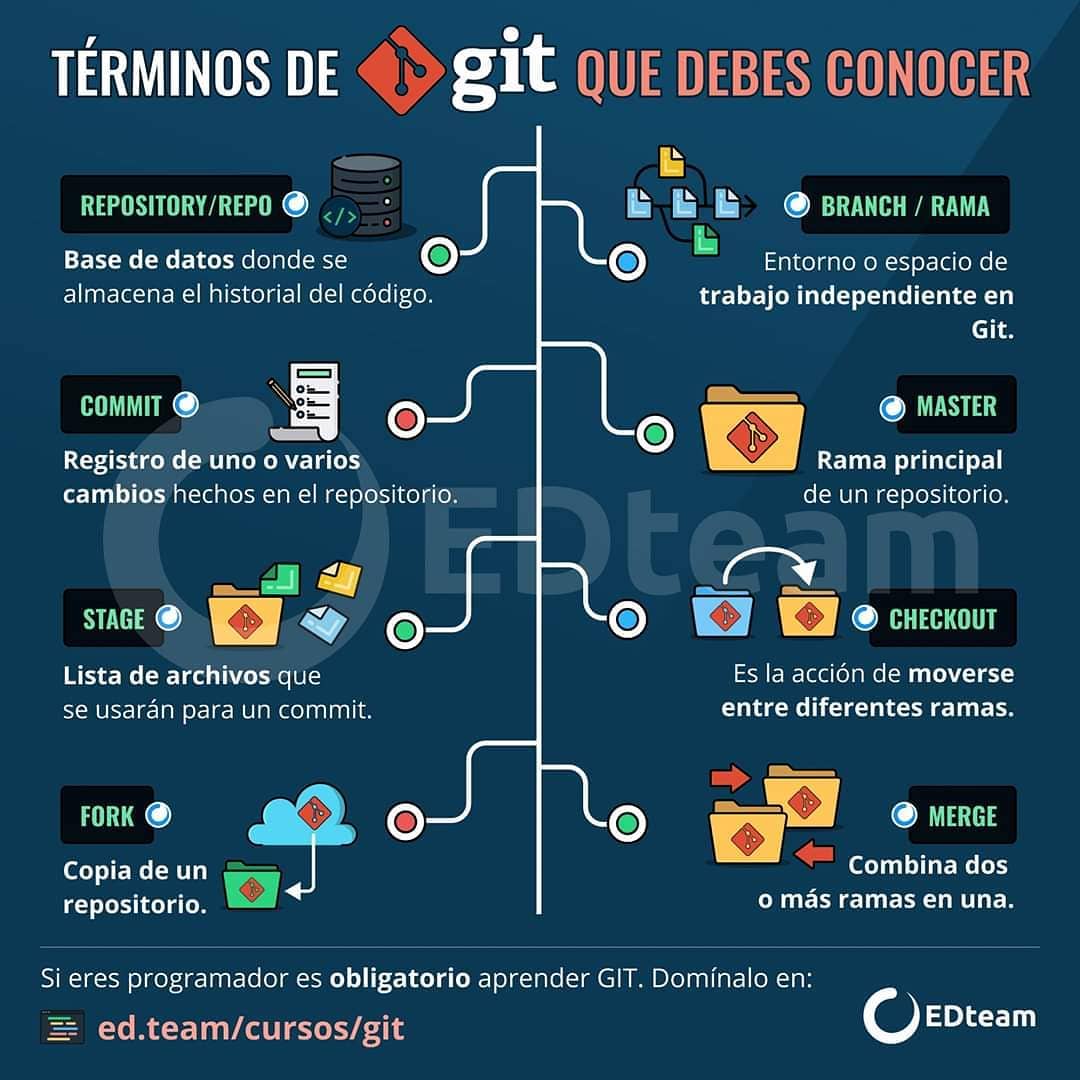 TÉRMINOS DE git QUE DEBES CONOCER
REPOSITORY/REPO
</>
Base de datos donde se
almacena el historial del código.
BRANCH / RAMA
Entorno o espacio de
trabajo independiente en
Git.
COMMIT
Registro de uno o varios
cambios hechos en el repositorio.
MASTER
Rama principal
de un repositorio.
EDteam
STAGE
Lista de archivos que
se usarán para un commit.
CHECKOUT
Es la acción de moverse
entre diferentes ramas.
FORK
Copia de un
repositorio.
MERGE
Combina dos
o más ramas en una.
Si eres programador es obligatorio aprender GIT. Domínalo en:
ed.team/cursos/git
EDteam